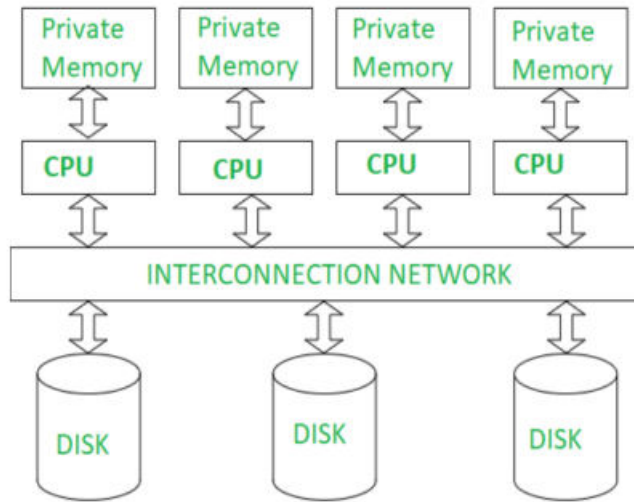 Private
Memory
Private
Memory
Private
Memory
Private
Memory
CPU
CPU
CPU
CPU
INTERCONNECTION NETWORK
DISK
DISK
DISK